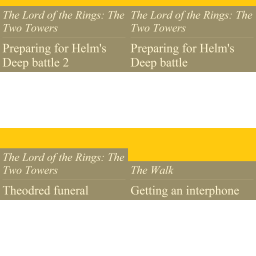 The Lord of the Rings: The
Two Towers
Preparing for Helm's
Deep battle 2
The Lord of the Rings: The
Two Towers
Preparing for Helm's
Deep battle
The Lord of the Rings: The
Two Towers
Theodred funeral
The Walk
Getting an interphone